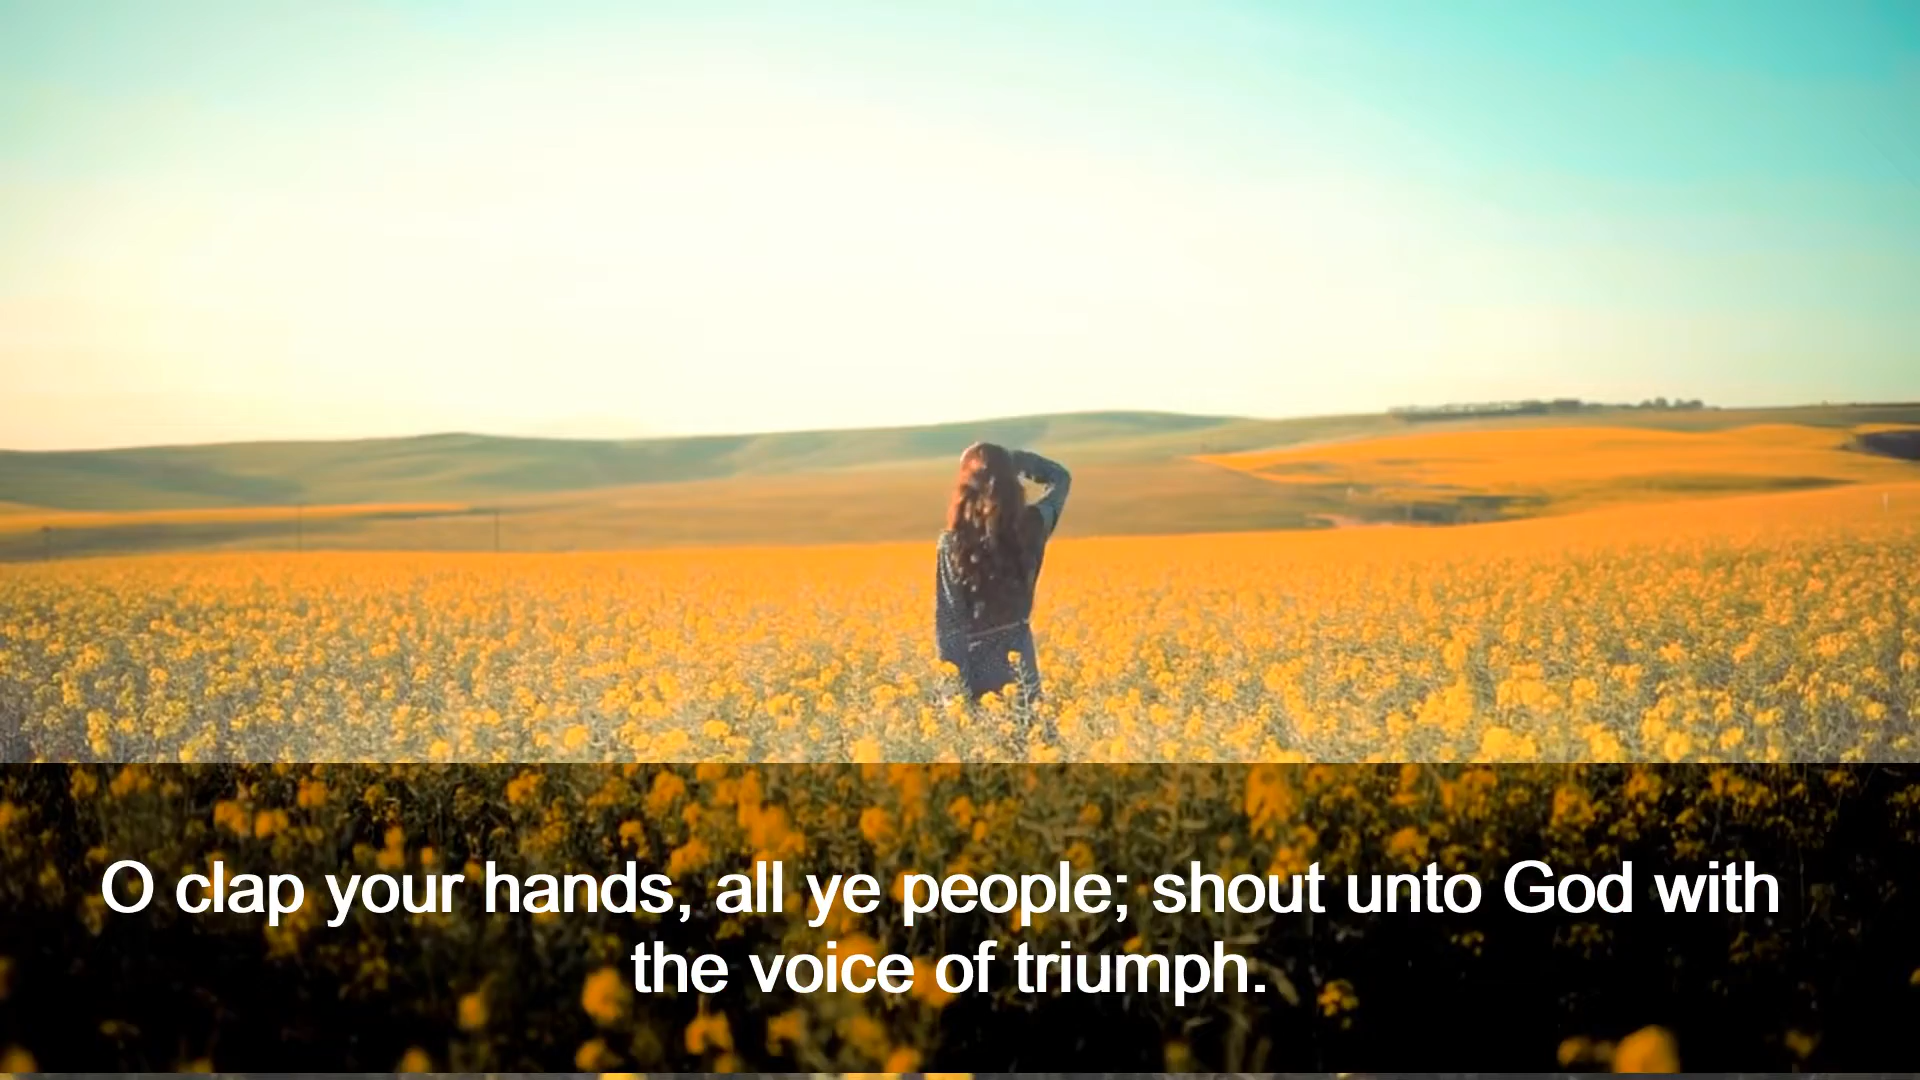 O clap your hands, all ye people; shout unto God with
the voice of triumph.